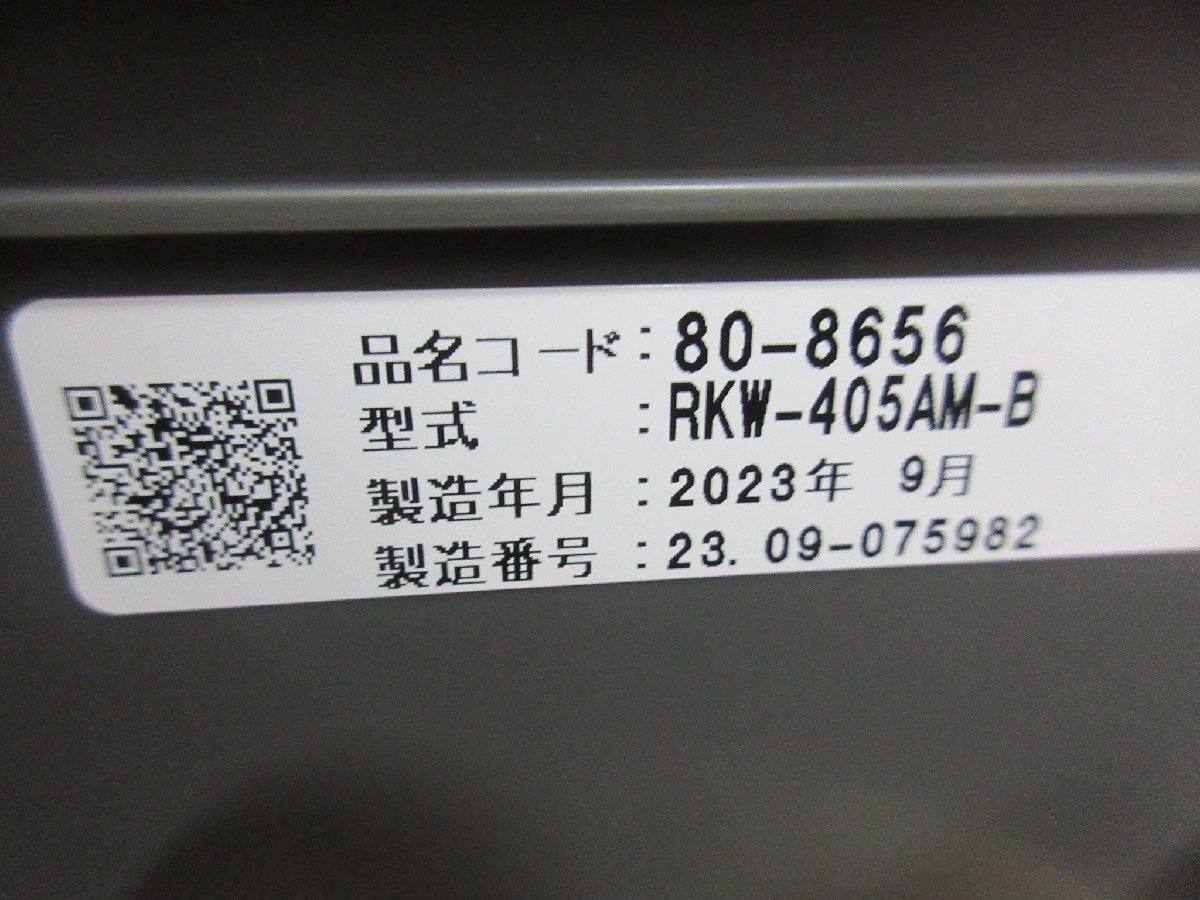 品名コード:80-8656
型式 :RKW-405AM-B
製造年月 :2023年 9月
製造番号 :23. 09-075982